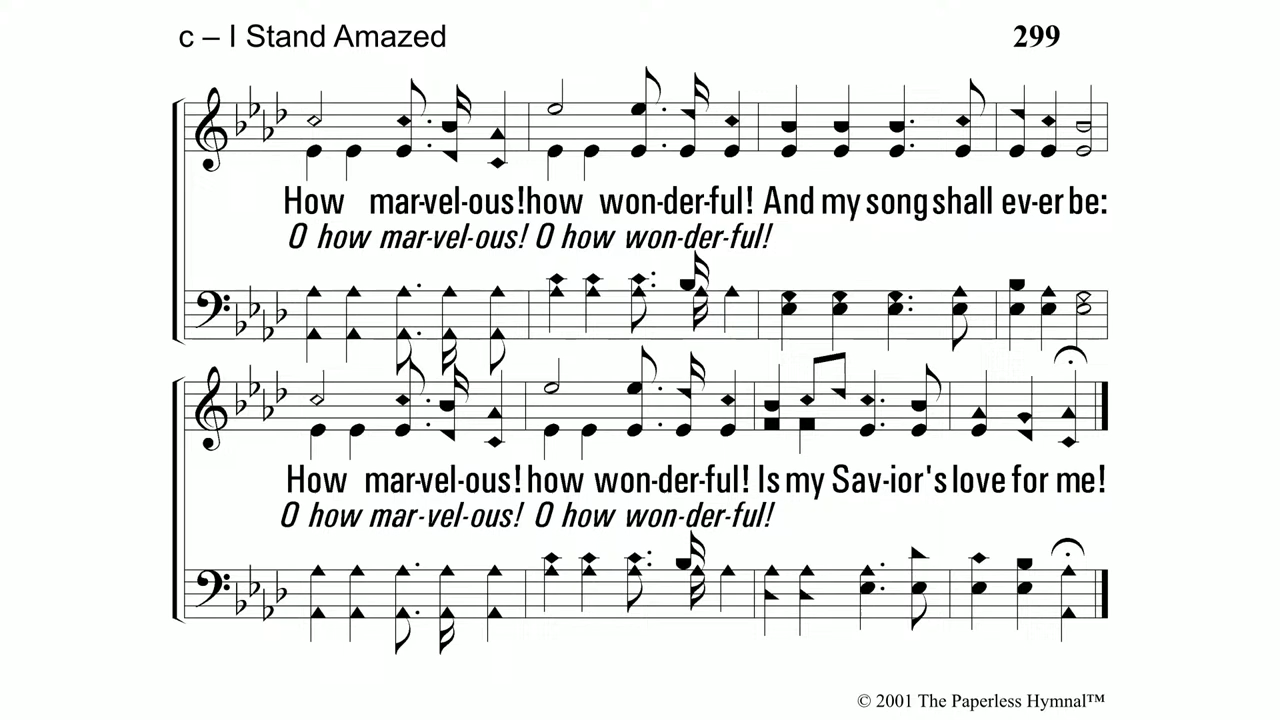 c – I Stand Amazed 299
How mar-vel-ous!how won-der-ful! And my song shall ev-er be:
O how mar-vel-ous! O how won-der-ful!
How mar-vel-ous! how won-der-ful! Is my Sav-ior's love for me!
O how mar-vel-ous! O how won-der-ful!
© 2001 The Paperless Hymnal™